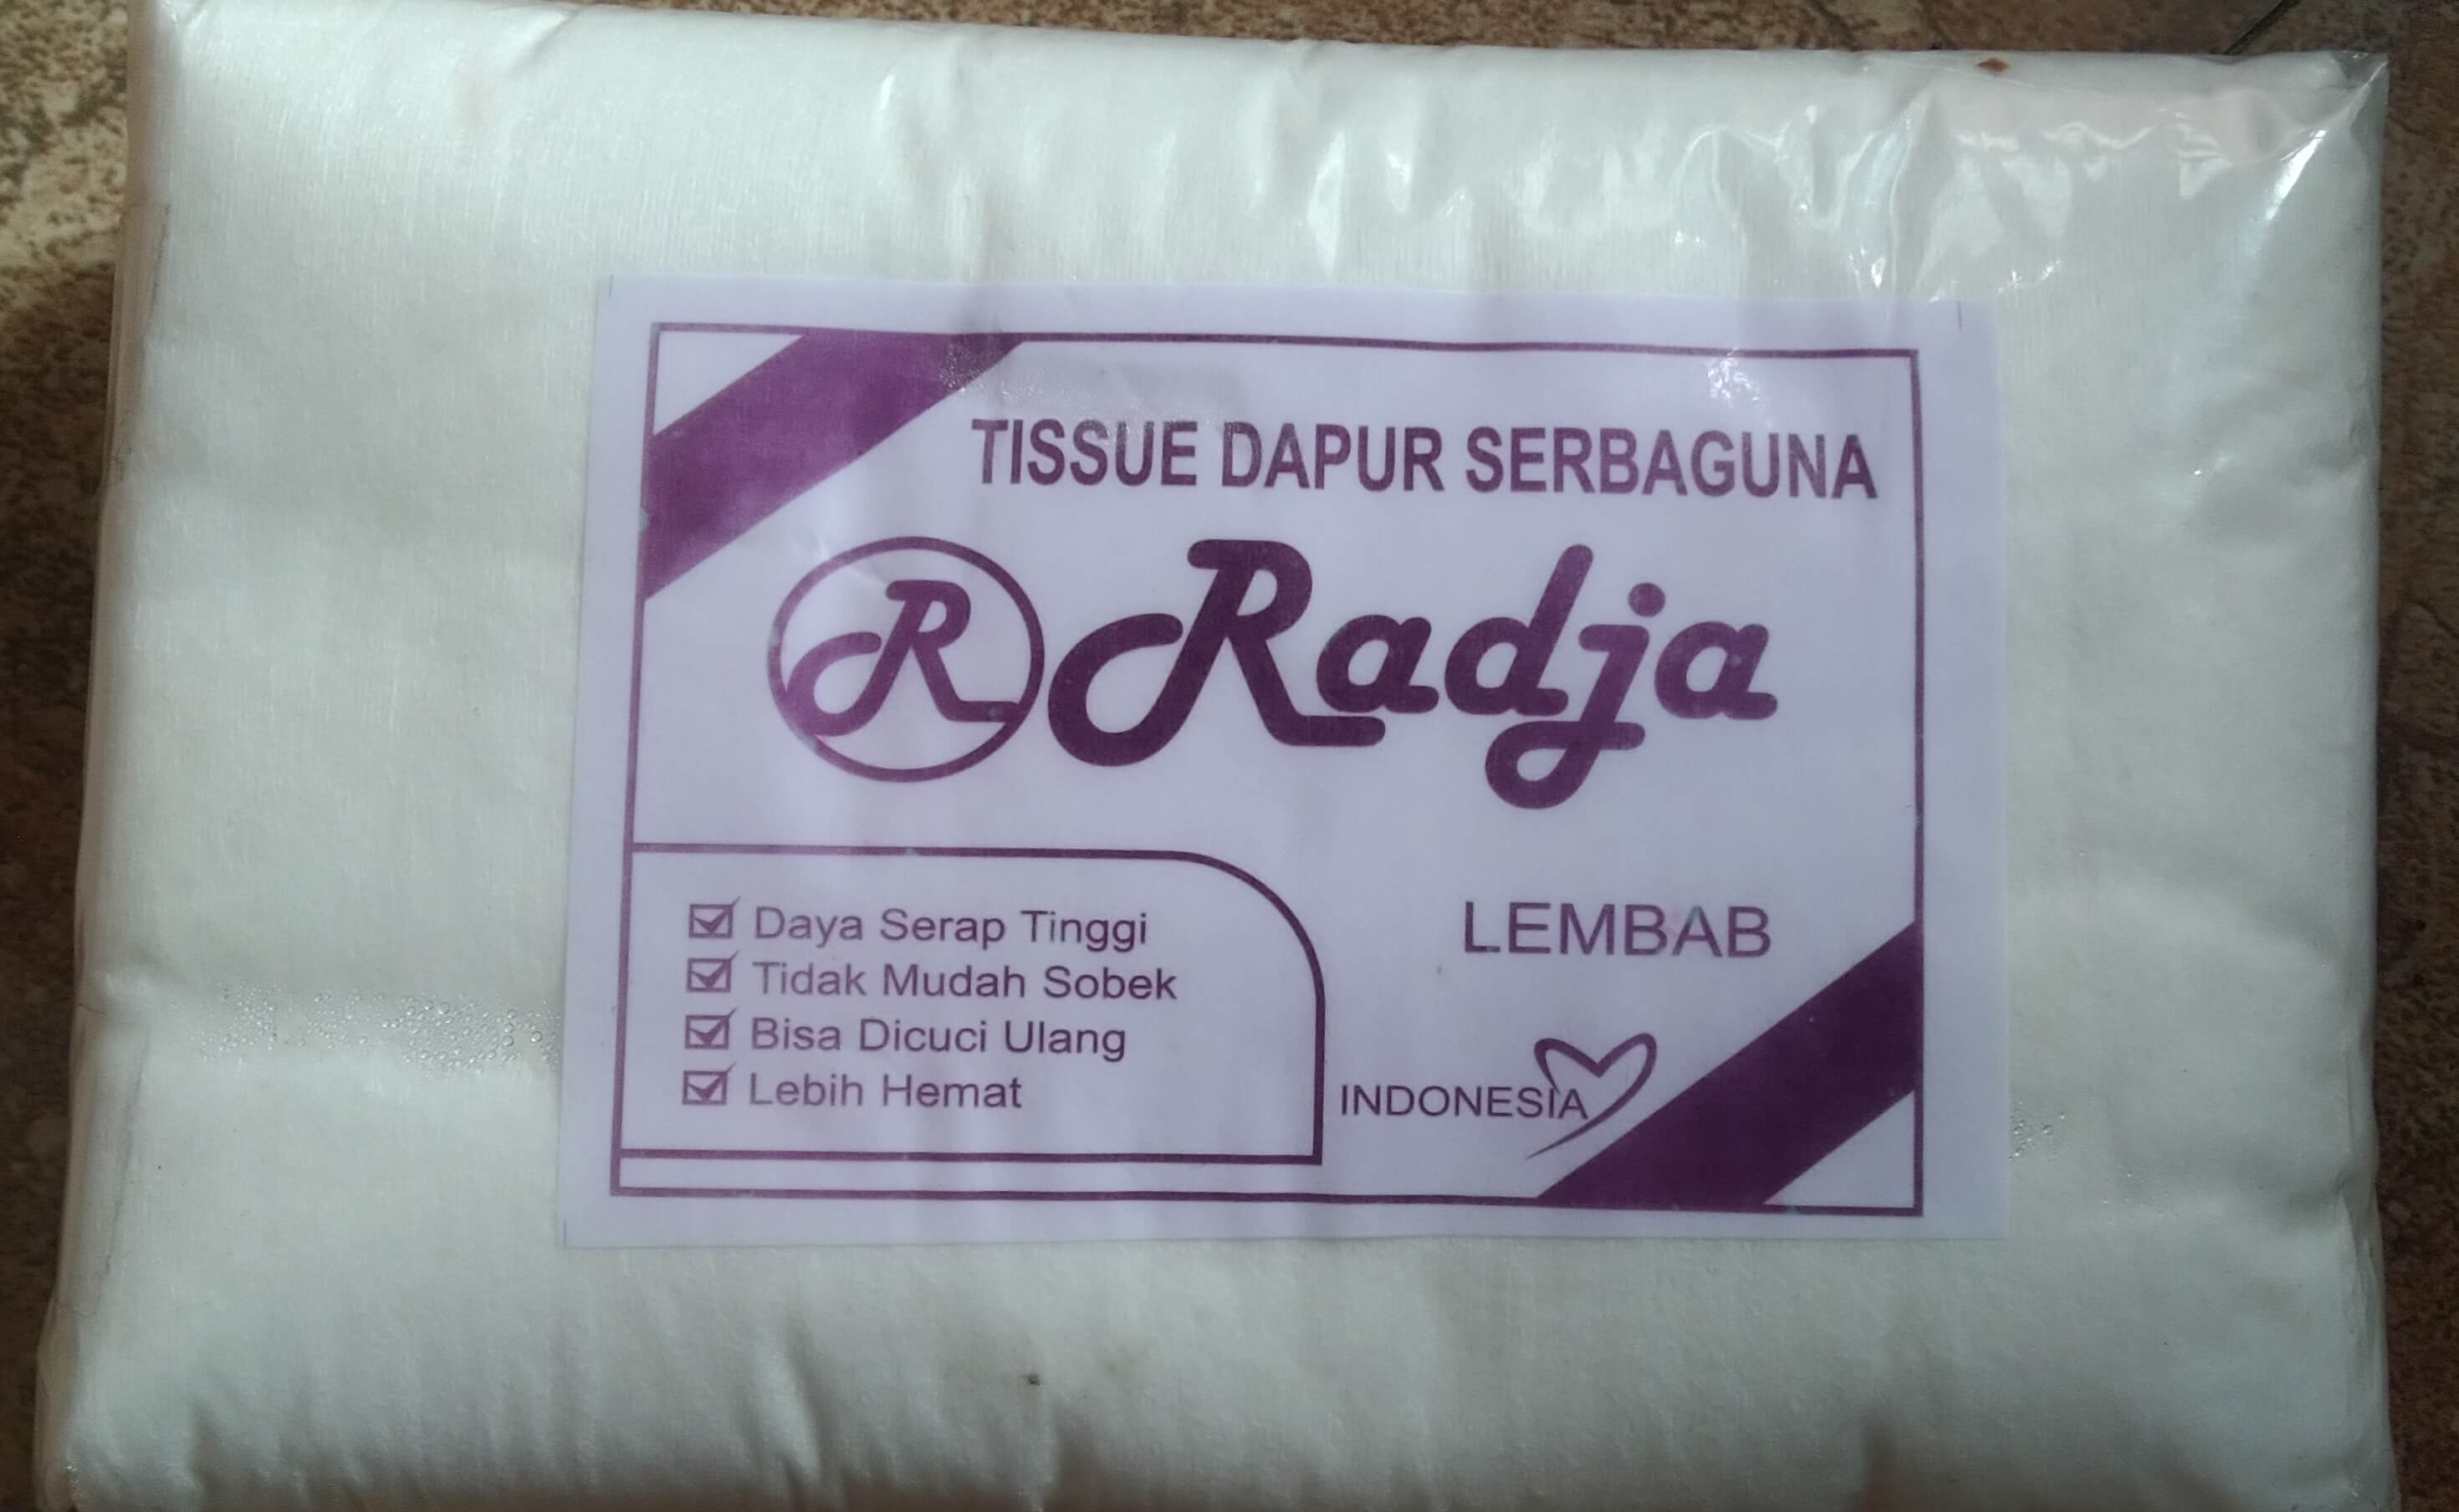 TISSUE DAPUR SERBAGUNA
R Radja
Daya Serap Tinggi
Tidak Mudah Sobek
Bisa Dicuci Ulang
Lebih Hemat
LEMBAB
INDONESIA